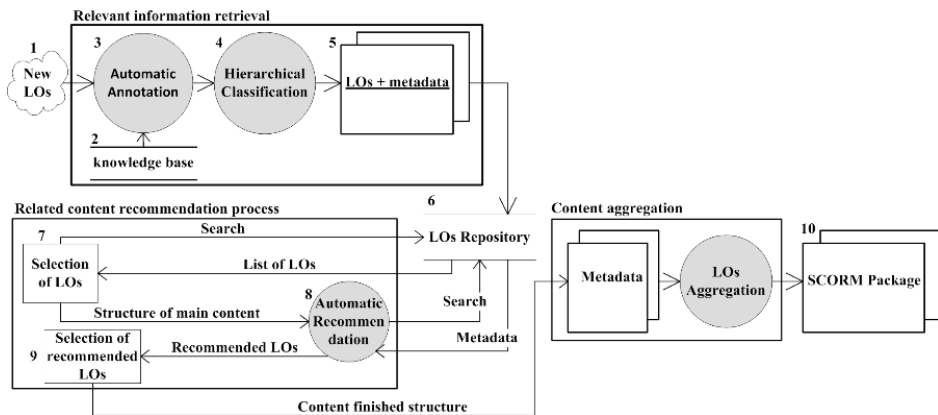 Relevant information retrieval
1
New
LOs
3
Automatic
Annotation
4
Hierarchical
Classification
5
LOs + metadata
2
knowledge base
Related content recommendation process
6
LOs Repository
7
Search
Selection
of LOs
List of LOs
Structure of main content
8
Automatic
Recommen
dation
Search
Metadata
Recommended LOs
9
Selection of
recommended
LOs
Content finished structure
Content aggregation
Metadata
LOs
Aggregation
10
SCORM Package